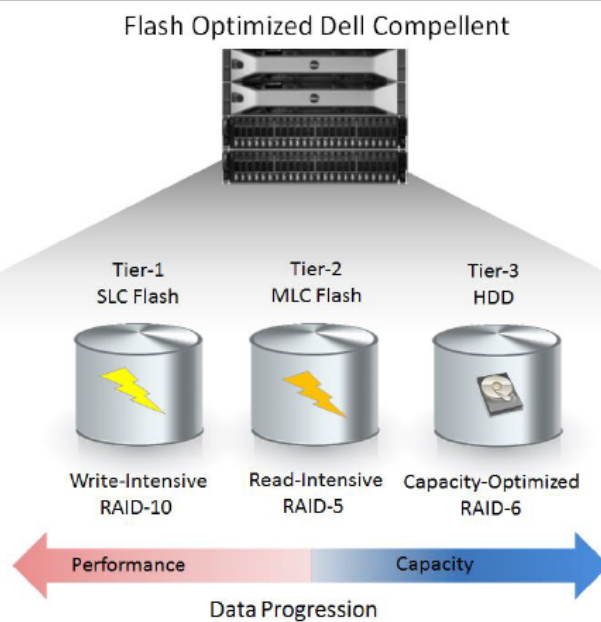 Flash Optimized Dell Compellent
Tier-1
SLC Flash
Tier-2
MLC Flash
Tier-3
HDD
Write-Intensive
RAID-10
Read-Intensive
RAID-5
Capacity-Optimized
RAID-6
Performance
Capacity
Data Progression